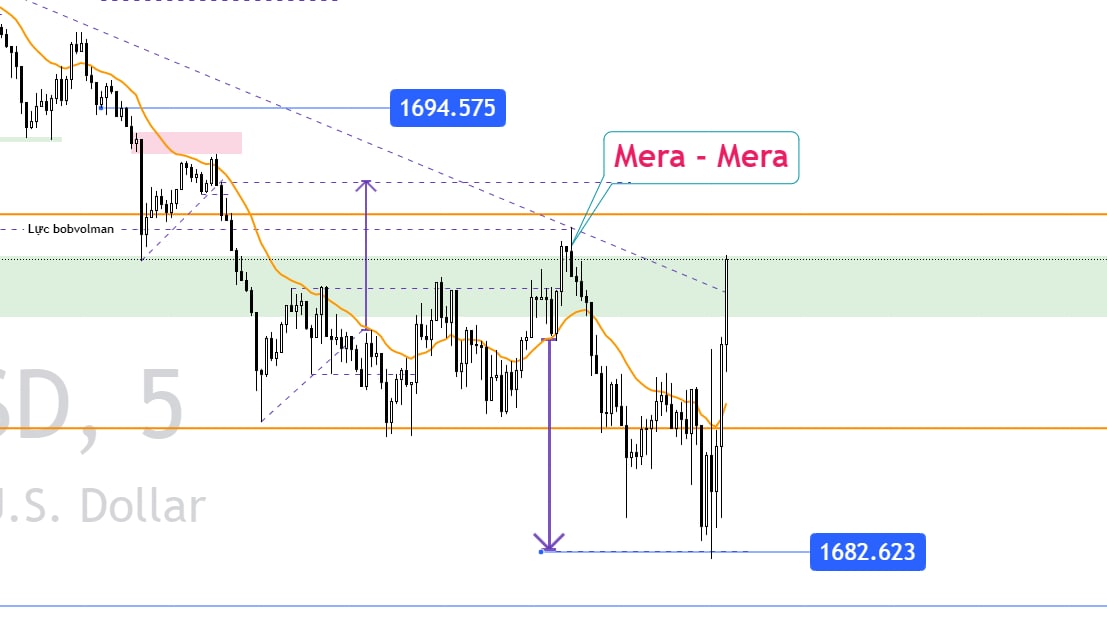 1694.575
Mera - Mera
Lực bobvolman
SD, 5
U.S. Dollar
1682.623